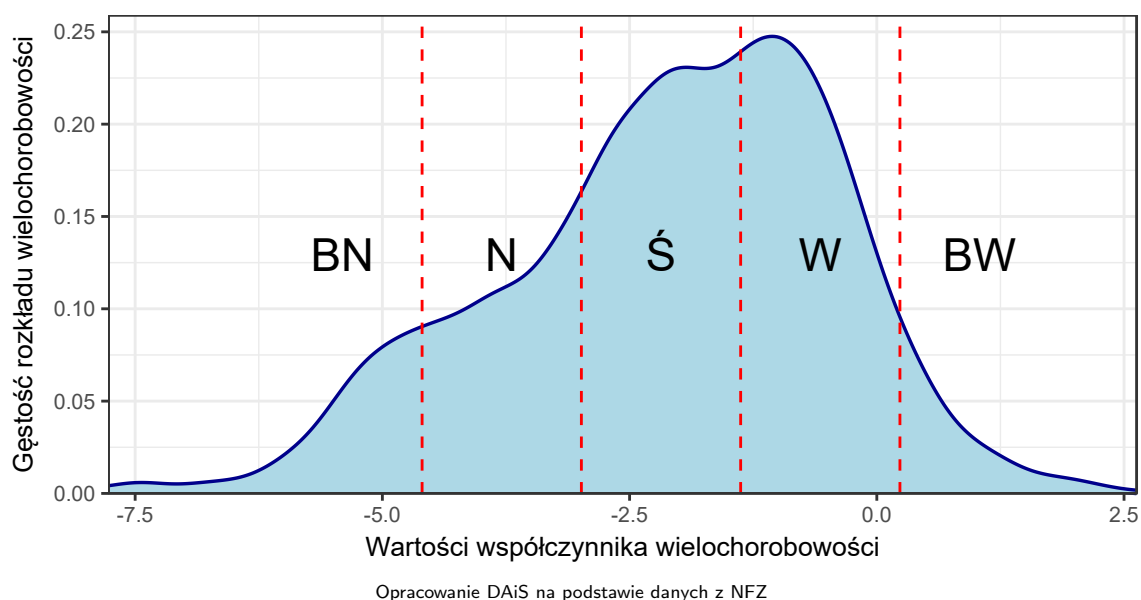 Gęstość rozkładu wielochorobowości
0.25
0.20
0.15
0.10
0.05
0.00
BN N Ś W BW
-7.5 -5.0 -2.5 0.0 2.5
Wartości współczynnika wielochorobowości
Opracowanie DAiS na podstawie danych z NFZ